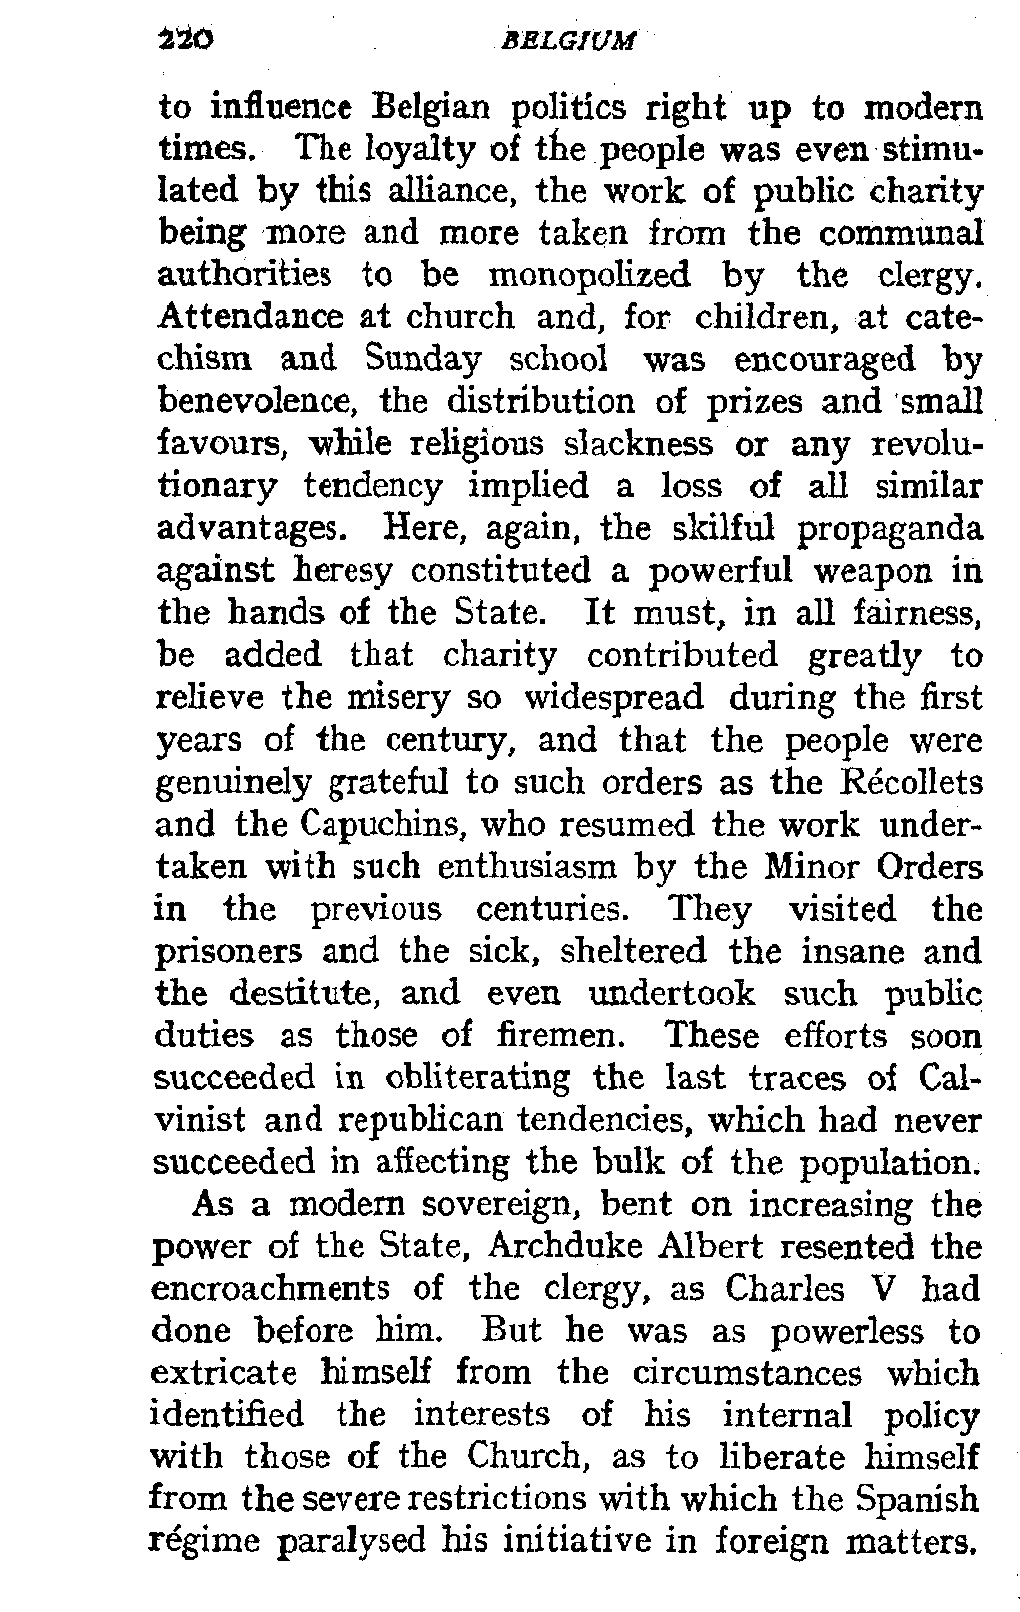 220 BELGIUM
to influence Belgian politics right up to modern
times. The loyalty of the people was even stimu-
lated by this alliance, the work of public charity
being more and more taken from the communal
authorities to be monopolized by the clergy.
Attendance at church and, for children, at cate-
chism and Sunday school was encouraged by
benevolence, the distribution of prizes and small
favours, while religious slackness or any revolu-
tionary tendency implied a loss of all similar
advantages. Here, again, the skilful propaganda
against heresy constituted a powerful weapon in
the hands of the State. It must, in all fairness,
be added that charity contributed greatly to
relieve the misery so widespread during the first
years of the century, and that the people were
genuinely grateful to such orders as the Récollets
and the Capuchins, who resumed the work under-
taken with such enthusiasm by the Minor Orders
in the previous centuries. They visited the
prisoners and the sick, sheltered the insane and
the destitute, and even undertook such public
duties as those of firemen. These efforts soon
succeeded in obliterating the last traces of Cal-
vinist and republican tendencies, which had never
succeeded in affecting the bulk of the population.
As a modern sovereign, bent on increasing the
power of the State, Archduke Albert resented the
encroachments of the clergy, as Charles V had
done before him. But he was as powerless to
extricate himself from the circumstances which
identified the interests of his internal policy
with those of the Church, as to liberate himself
from the severe restrictions with which the Spanish
régime paralysed his initiative in foreign matters.